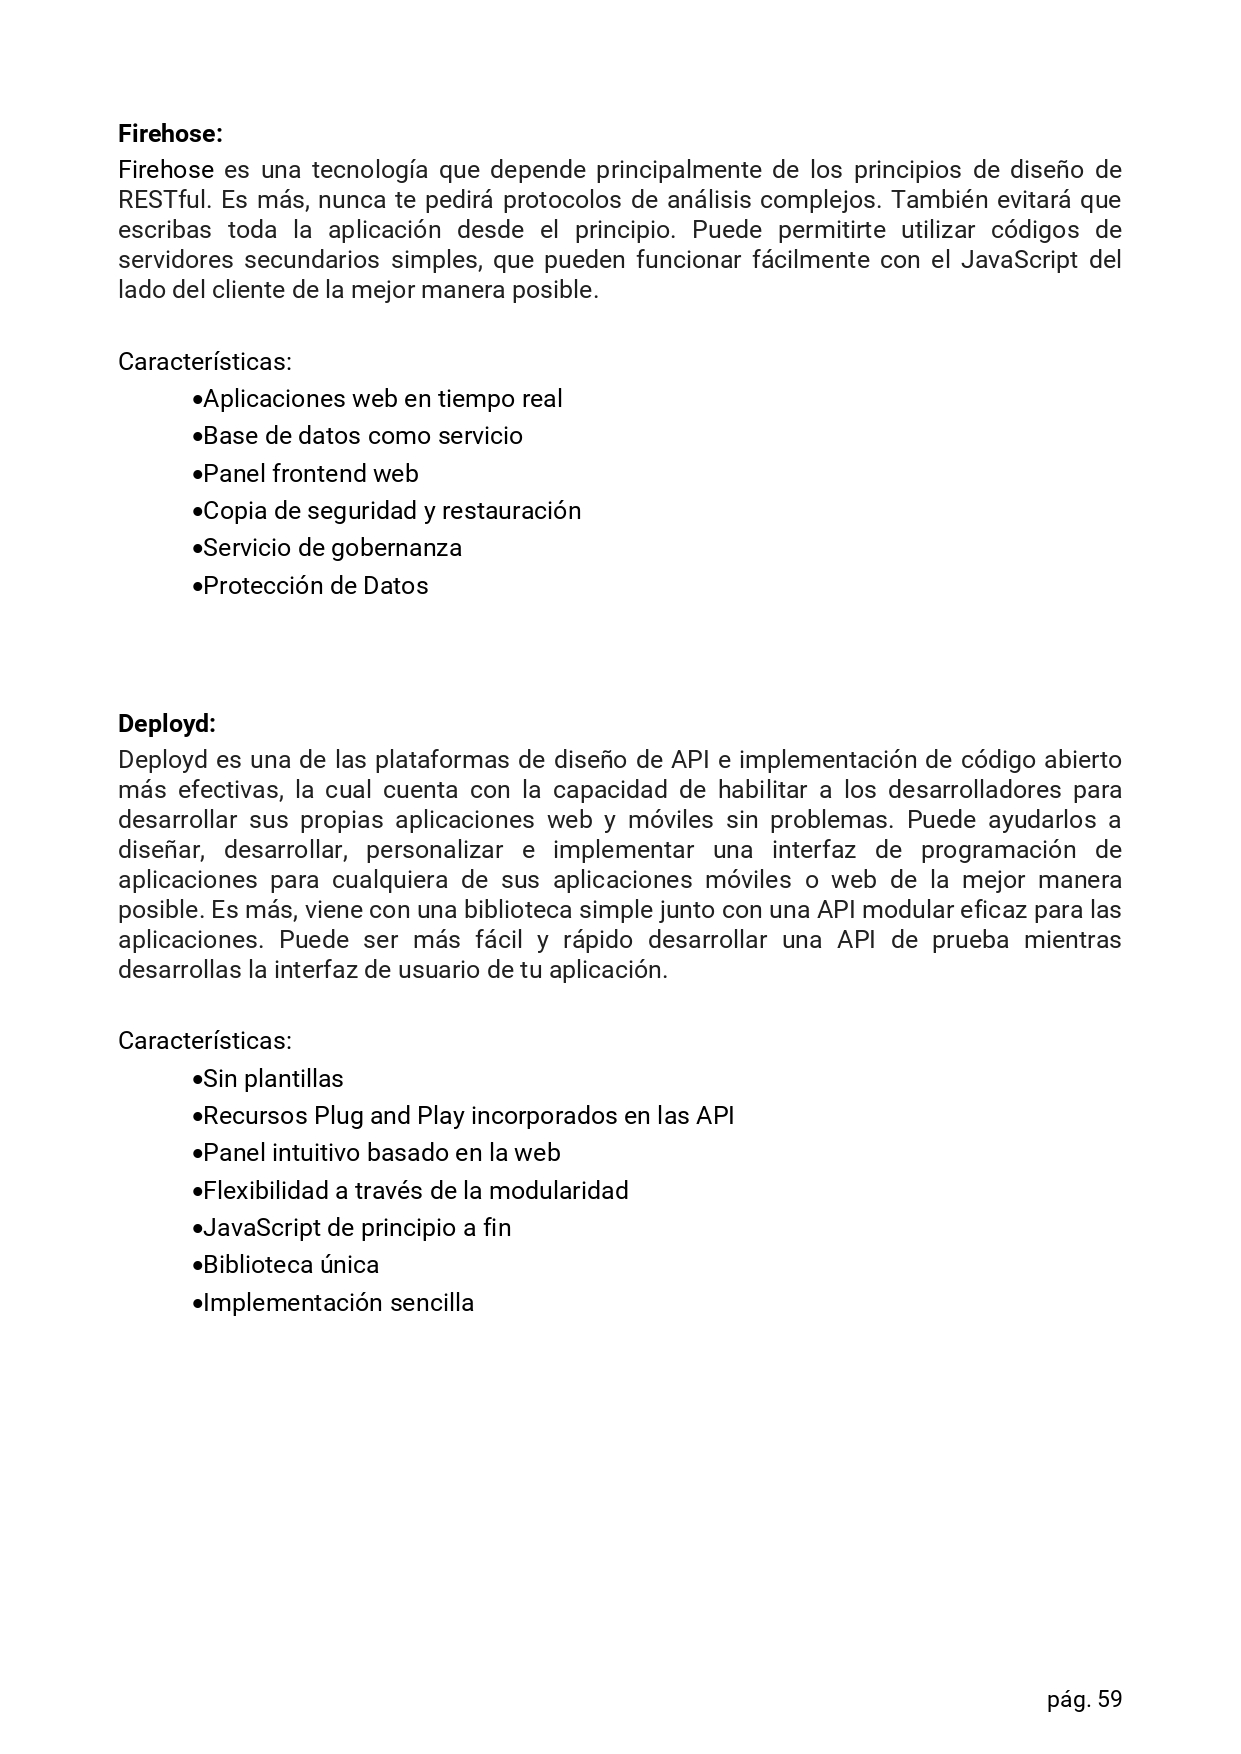 Firehose:
Firehose es una tecnología que depende principalmente de los principios de diseño de
RESTful. Es más, nunca te pedirá protocolos de análisis complejos. También evitará que
escribas toda la aplicación desde el principio. Puede permitirte utilizar códigos de
servidores secundarios simples, que pueden funcionar fácilmente con el JavaScript del
lado del cliente de la mejor manera posible.
Características:
•Aplicaciones web en tiempo real
•Base de datos como servicio
•Panel frontend web
•Copia de seguridad y restauración
•Servicio de gobernanza
•Protección de Datos
Deployd:
Deployd es una de las plataformas de diseño de API e implementación de código abierto
más efectivas, la cual cuenta con la capacidad de habilitar a los desarrolladores para
desarrollar sus propias aplicaciones web y móviles sin problemas. Puede ayudarlos a
diseñar, desarrollar, personalizar e implementar una interfaz de programación de
aplicaciones para cualquiera de sus aplicaciones móviles o web de la mejor manera
posible. Es más, viene con una biblioteca simple junto con una API modular eficaz para las
aplicaciones. Puede ser más fácil y rápido desarrollar una API de prueba mientras
desarrollas la interfaz de usuario de tu aplicación.
Características:
•Sin plantillas
•Recursos Plug and Play incorporados en las API
•Panel intuitivo basado en la web
•Flexibilidad a través de la modularidad
•JavaScript de principio a fin
•Biblioteca única
•Implementación sencilla
pág. 59